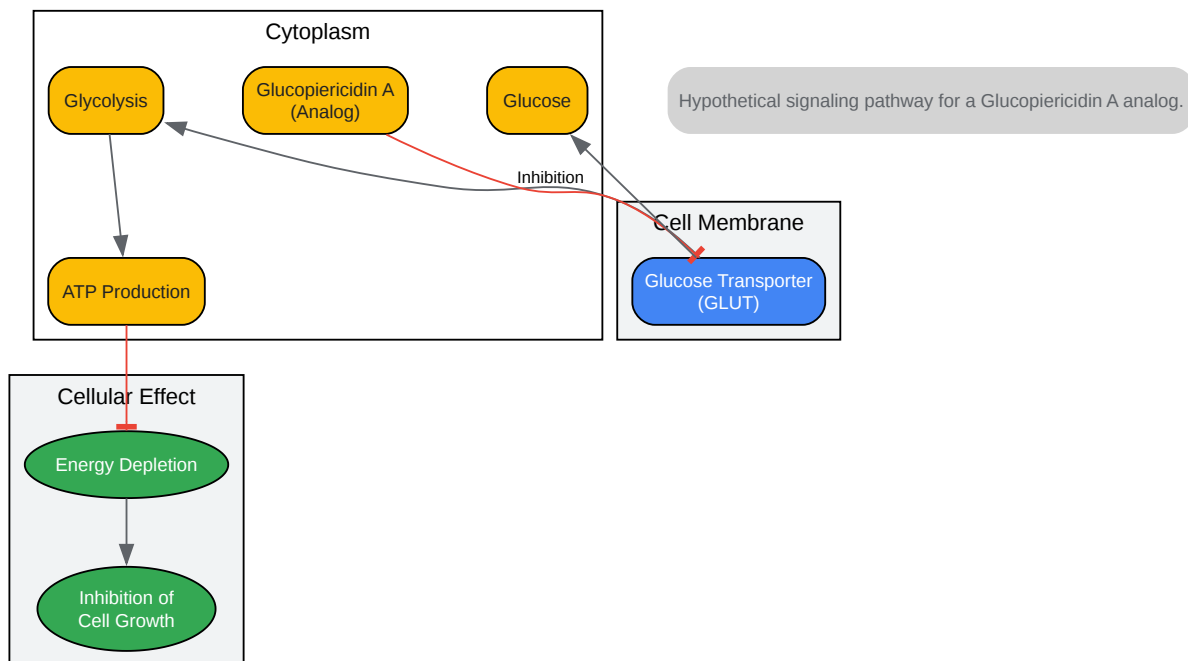 Cytoplasm
Glycolysis
Glucopiericidin A
(Analog)
Glucose
Hypothetical signaling pathway for a Glucopiericidin A analog.
Inhibition
Cell Membrane
Glucose Transporter
(GLUT)
ATP Production
Cellular Effect
Energy Depletion
Inhibition of
Cell Growth